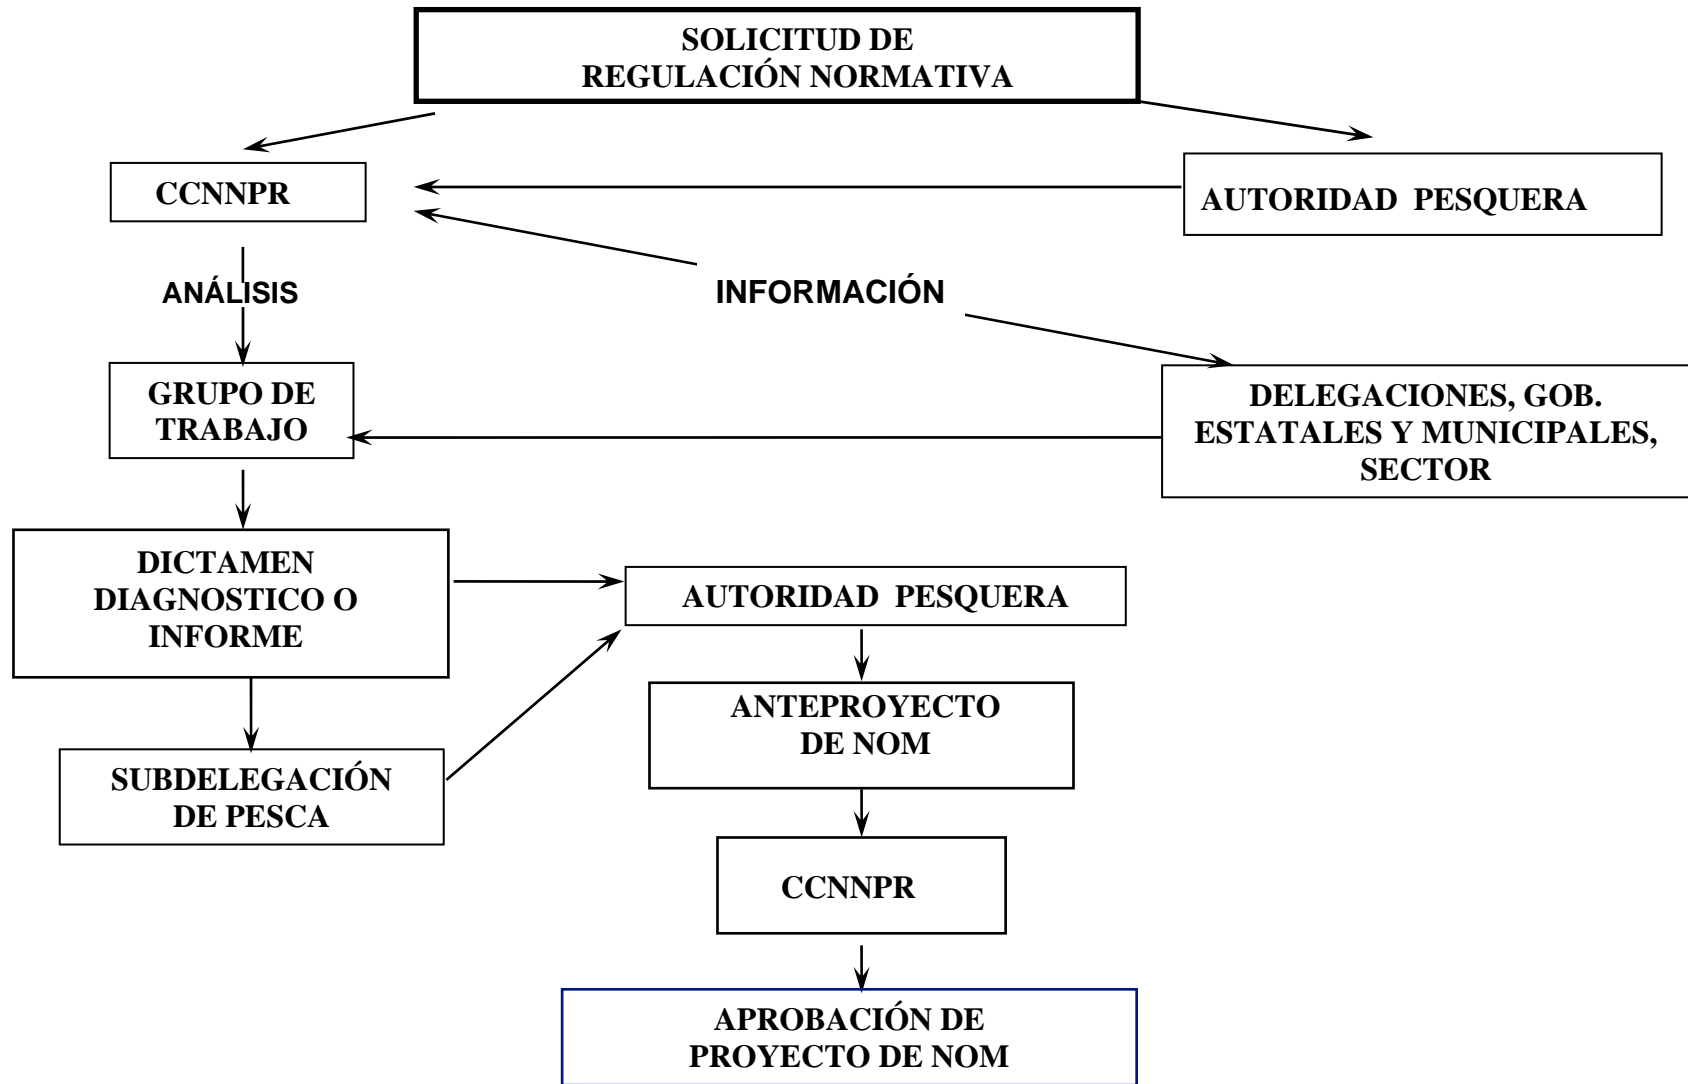 SOLICITUD DE
REGULACIÓN NORMATIVA
CCNNPR
AUTORIDAD PESQUERA
ANÁLISIS
INFORMACIÓN
GRUPO DE
TRABAJO
DELEGACIONES, GOB.
ESTATALES Y MUNICIPALES,
SECTOR
DICTAMEN
DIAGNOSTICO O
INFORME
AUTORIDAD PESQUERA
ANTEPROYECTO
DE NOM
SUBDELEGACIÓN
DE PESCA
CCNNPR
APROBACIÓN DE
PROYECTO DE NOM